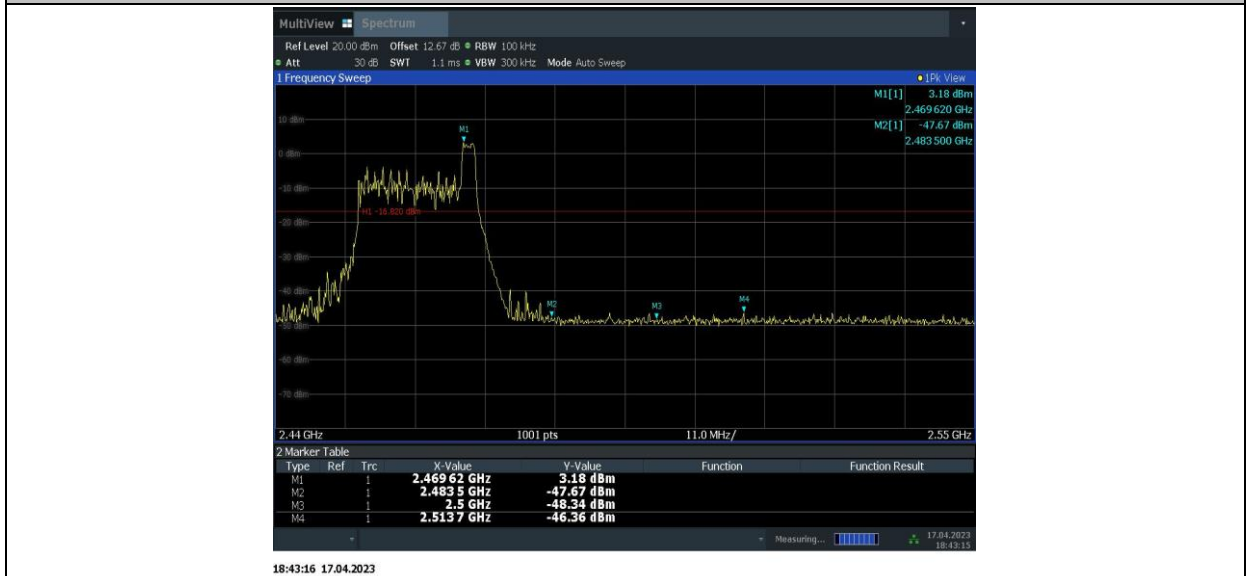 MultiView Spectrum
Ref Level 20.00 dBm Offset 12.67 dB RBW 100 kHz
Att 30 dB SWT 1.1 ms VBW 300 kHz Mode Auto Sweep
1 Frequency Sweep 1Pk View
M1[1] 3.18 dBm
2.469620 GHz
M2[1] -47.67 dBm
2.483500 GHz
10 dBm
M1
0 dBm
-10 dBm
H1 -16.820 dBm
-20 dBm
-30 dBm
-40 dBm
M2 M3 M4
-50 dBm
-60 dBm
-70 dBm
2.44 GHz 1001 pts 11.0 MHz/ 2.55 GHz
2 Marker Table
Type Ref Trc X-Value Y-Value Function Function Result
M1 1 2.469 62 GHz 3.18 dBm
M2 1 2.483 5 GHz -47.67 dBm
M3 1 2.5 GHz -48.34 dBm
M4 1 2.513 7 GHz -46.36 dBm
Measuring... 17.04.2023
18:43:15
18:43:16 17.04.2023